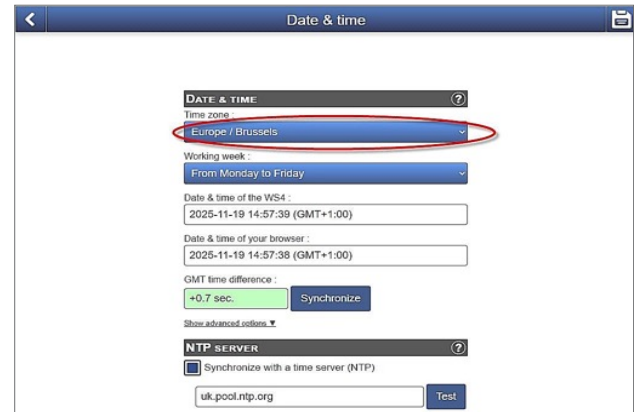 Date & time
DATE & TIME ?
Time zone :
Europe / Brussels
Working week :
From Monday to Friday
Date & time of the WS4 :
2025-11-19 14:57:39 (GMT+1:00)
Date & time of your browser :
2025-11-19 14:57:38 (GMT+1:00)
GMT time difference :
+0.7 sec. Synchronize
Show advanced options ▼
NTP SERVER ?
Synchronize with a time server (NTP)
uk.pool.ntp.org Test